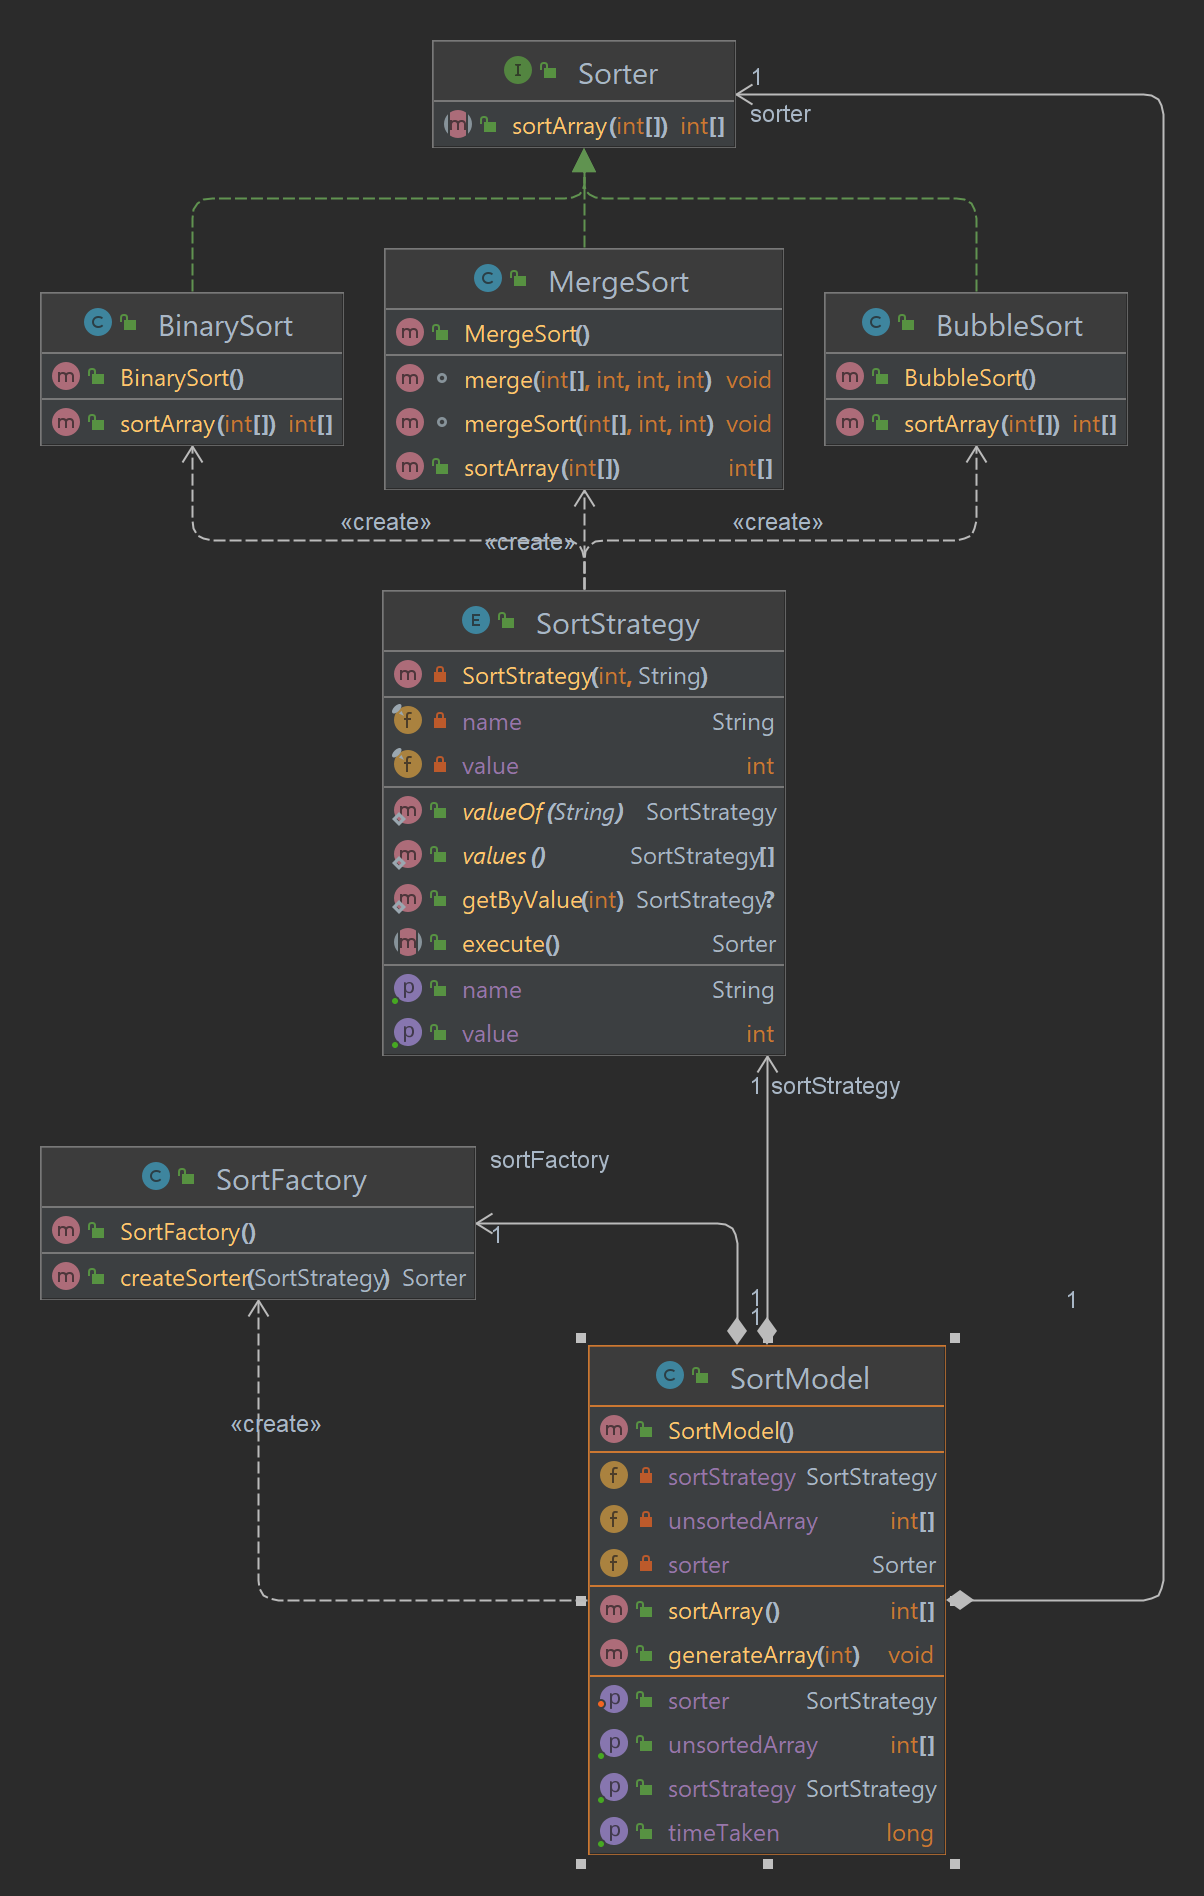 Sorter
sortArray(int[]) int[]
1
sorter
MergeSort
MergeSort()
merge(int[], int, int, int) void
mergeSort(int[], int, int) void
sortArray(int[]) int[]
BinarySort
BinarySort()
sortArray(int[]) int[]
BubbleSort
BubbleSort()
sortArray(int[]) int[]
«create»
«create»
«create»
SortStrategy
SortStrategy(int, String)
name String
value int
valueOf(String) SortStrategy
values() SortStrategy[]
getByValue(int) SortStrategy?
execute() Sorter
name String
value int
1 sortStrategy
sortFactory
1
SortFactory
SortFactory()
createSorter(SortStrategy) Sorter
1
1
1
«create»
SortModel
SortModel()
sortStrategy SortStrategy
unsortedArray int[]
sorter Sorter
sortArray() int[]
generateArray(int) void
sorter SortStrategy
unsortedArray int[]
sortStrategy SortStrategy
timeTaken long